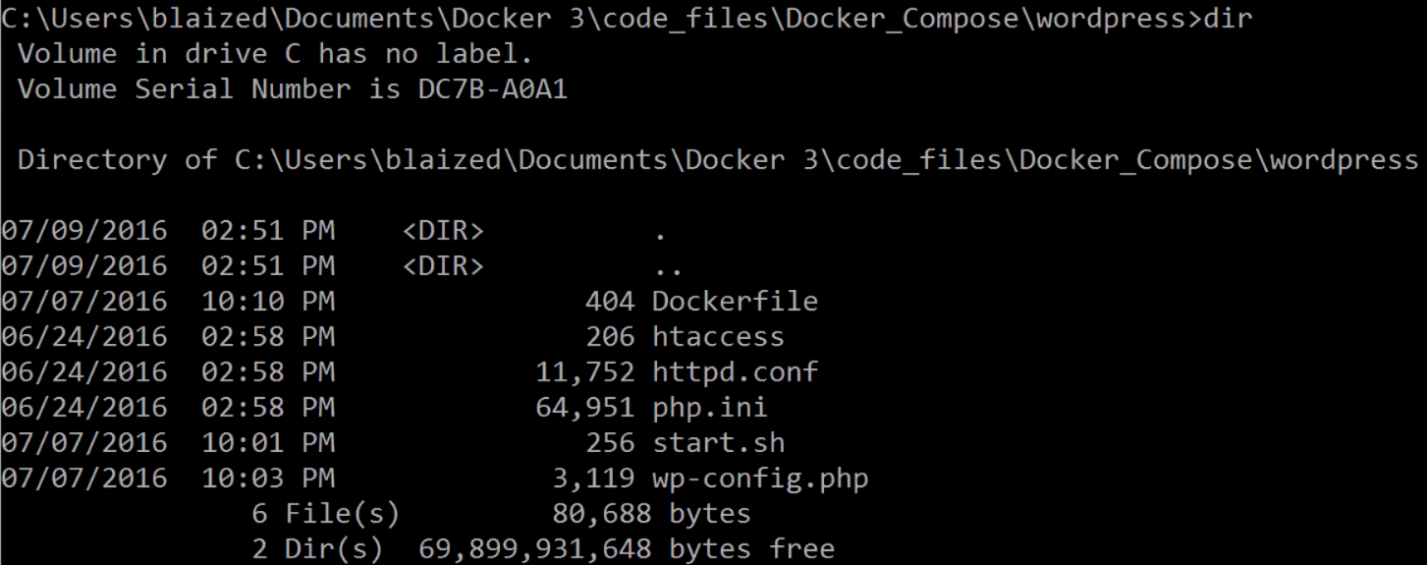 C:\Users\blaized\Documents\Docker 3\code_files\Docker_Compose\wordpress>dir
 Volume in drive C has no label.
 Volume Serial Number is DC7B-A0A1

 Directory of C:\Users\blaized\Documents\Docker 3\code_files\Docker_Compose\wordpress

07/09/2016  02:51 PM    <DIR>          .
07/09/2016  02:51 PM    <DIR>          ..
07/07/2016  10:10 PM               404 Dockerfile
06/24/2016  02:58 PM               206 htaccess
06/24/2016  02:58 PM            11,752 httpd.conf
06/24/2016  02:58 PM            64,951 php.ini
07/07/2016  10:01 PM               256 start.sh
07/07/2016  10:03 PM             3,119 wp-config.php
               6 File(s)         80,688 bytes
               2 Dir(s)  69,899,931,648 bytes free